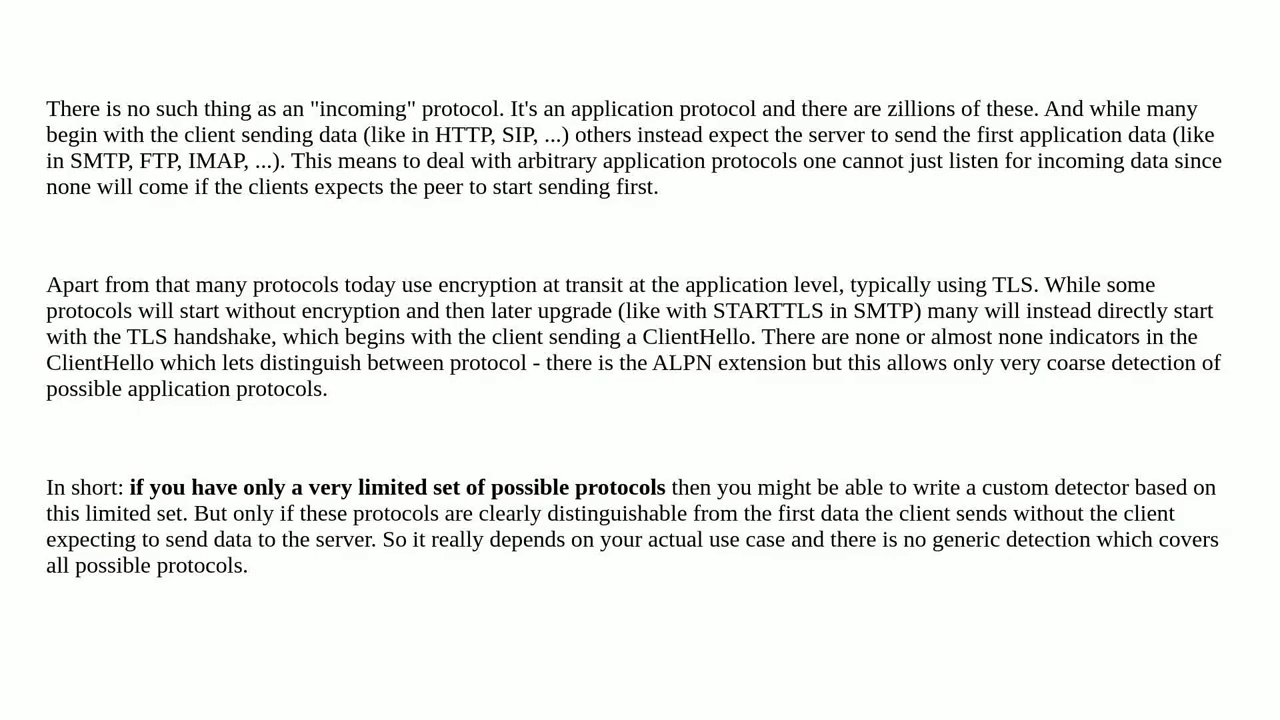 There is no such thing as an "incoming" protocol. It's an application protocol and there are zillions of these. And while many
begin with the client sending data (like in HTTP, SIP, ...) others instead expect the server to send the first application data (like
in SMTP, FTP, IMAP, ...). This means to deal with arbitrary application protocols one cannot just listen for incoming data since
none will come if the clients expects the peer to start sending first.
Apart from that many protocols today use encryption at transit at the application level, typically using TLS. While some
protocols will start without encryption and then later upgrade (like with STARTTLS in SMTP) many will instead directly start
with the TLS handshake, which begins with the client sending a ClientHello. There are none or almost none indicators in the
ClientHello which lets distinguish between protocol - there is the ALPN extension but this allows only very coarse detection of
possible application protocols.
In short: if you have only a very limited set of possible protocols then you might be able to write a custom detector based on
this limited set. But only if these protocols are clearly distinguishable from the first data the client sends without the client
expecting to send data to the server. So it really depends on your actual use case and there is no generic detection which covers
all possible protocols.